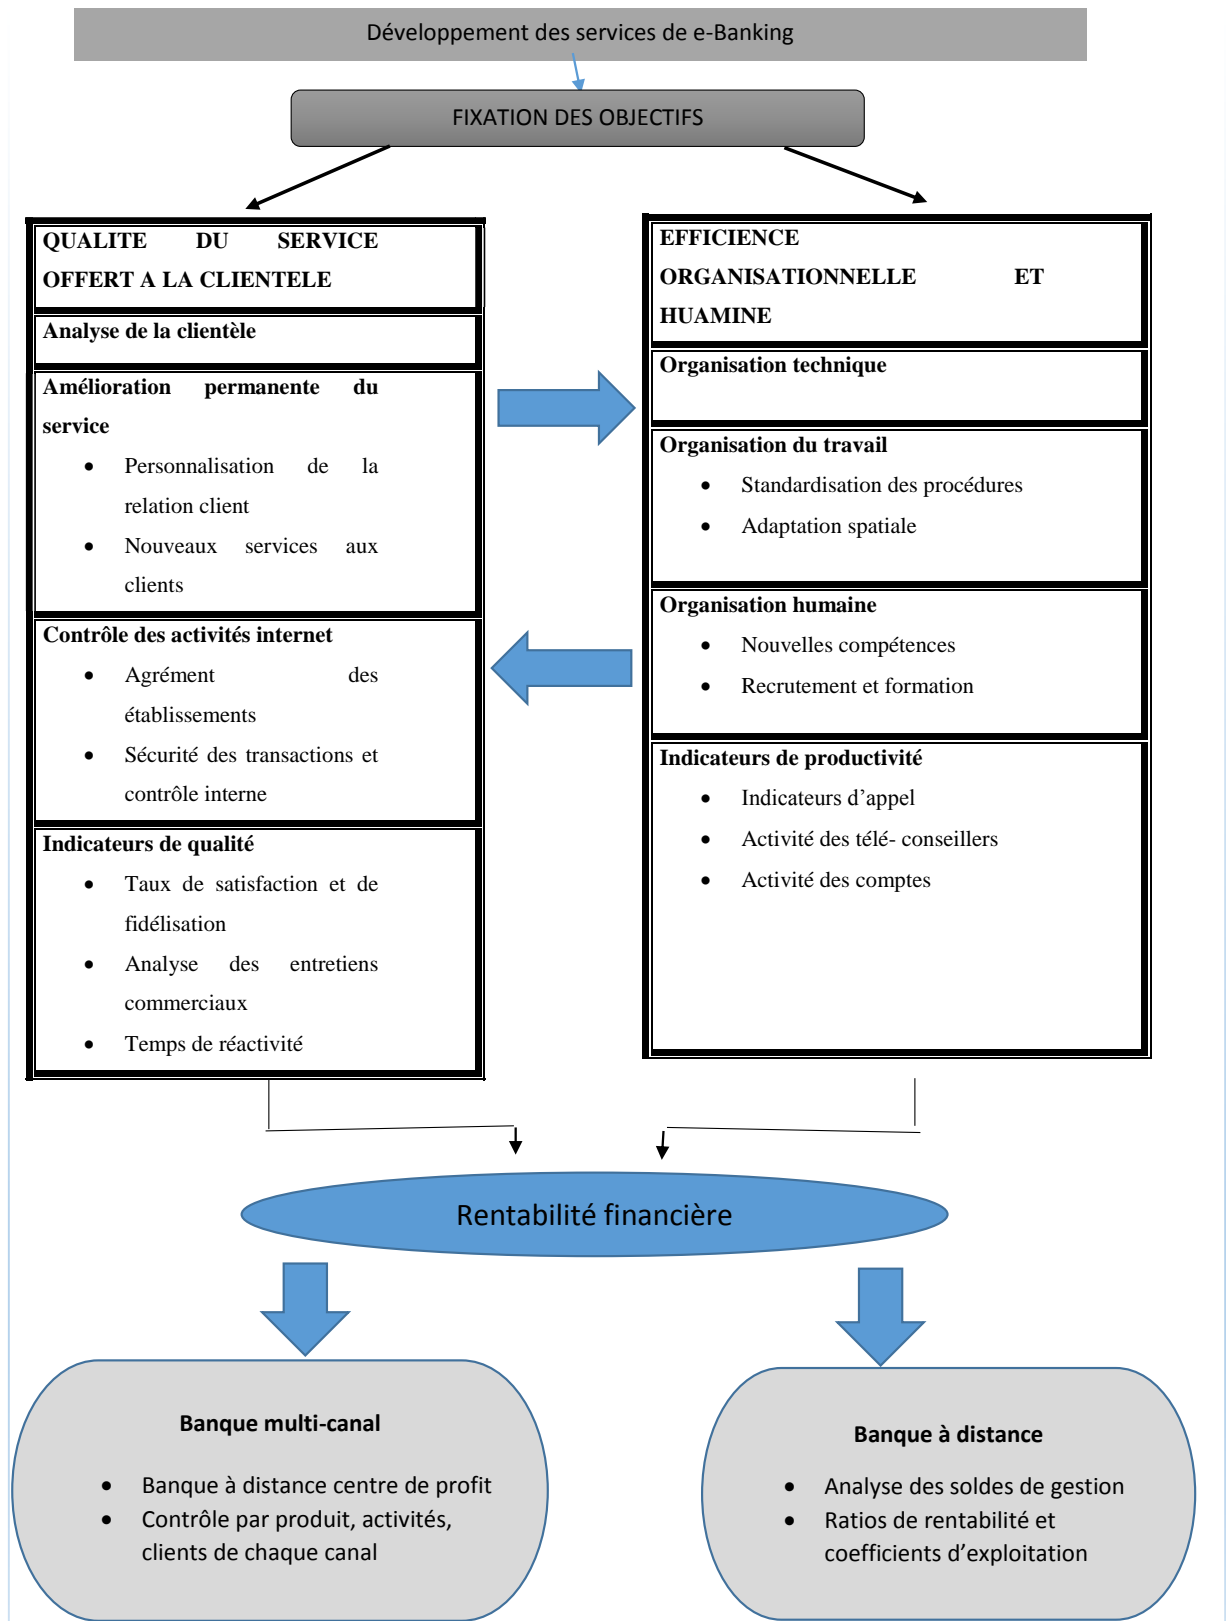 Développement des services de e-Banking
FIXATION DES OBJECTIFS
QUALITE DU SERVICE
OFFERT A LA CLIENTELE
Analyse de la clientèle
Amélioration permanente du
service
• Personnalisation de la
relation client
• Nouveaux services aux
clients
Contrôle des activités internet
• Agrément des
établissements
• Sécurité des transactions et
contrôle interne
Indicateurs de qualité
• Taux de satisfaction et de
fidélisation
• Analyse des entretiens
commerciaux
• Temps de réactivité
EFFICIENCE
ORGANISATIONNELLE ET
HUAMINE
Organisation technique
Organisation du travail
• Standardisation des procédures
• Adaptation spatiale
Organisation humaine
• Nouvelles compétences
• Recrutement et formation
Indicateurs de productivité
• Indicateurs d’appel
• Activité des télé- conseillers
• Activité des comptes
Rentabilité financière
Banque multi-canal
• Banque à distance centre de profit
• Contrôle par produit, activités,
clients de chaque canal
Banque à distance
• Analyse des soldes de gestion
• Ratios de rentabilité et
coefficients d’exploitation